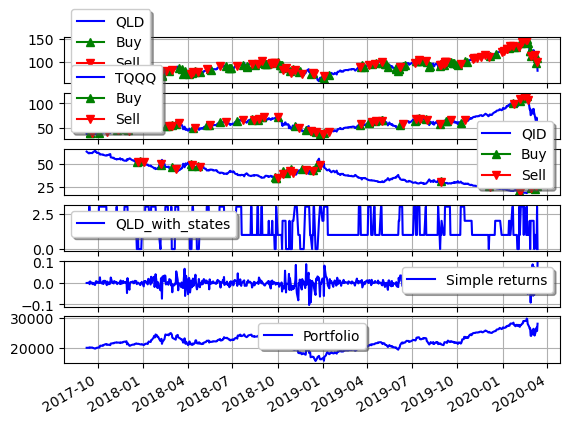 QLD
Buy
Sell
150
100
TQQQ
Buy
Sell
100
50
QID
Buy
Sell
50
25
QLD_with_states
2.5
0.0
Simple returns
0.1
0.0
−0.1
Portfolio
30000
20000
2017-10 2018-01 2018-04 2018-07 2018-10 2019-01 2019-04 2019-07 2019-10 2020-01 2020-04